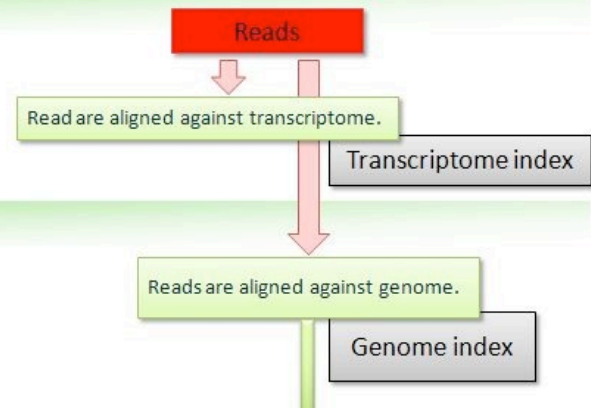 Reads
Read are aligned against transcriptome.
Transcriptome index
Reads are aligned against genome.
Genome index